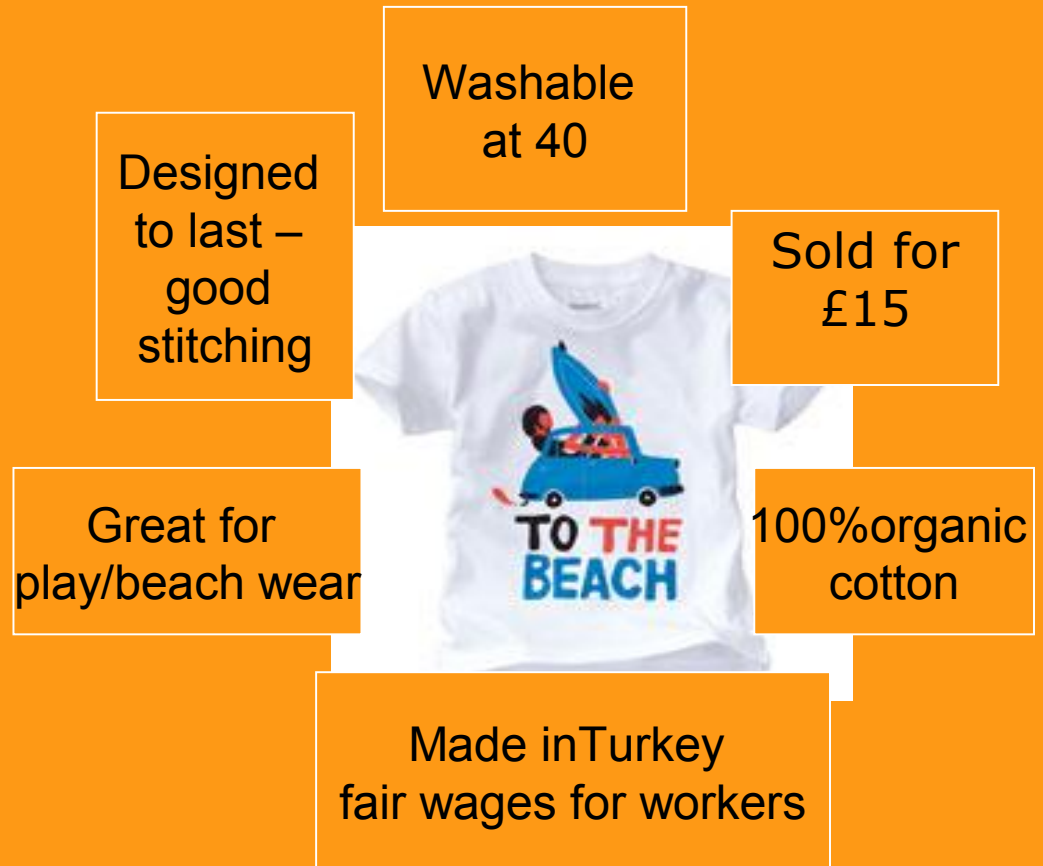 Washable
at 40
Designed
to last –
good
stitching
Sold for
£15
TO THE
BEACH
Great for
play/beach wear
100%organic
cotton
Made inTurkey
fair wages for workers